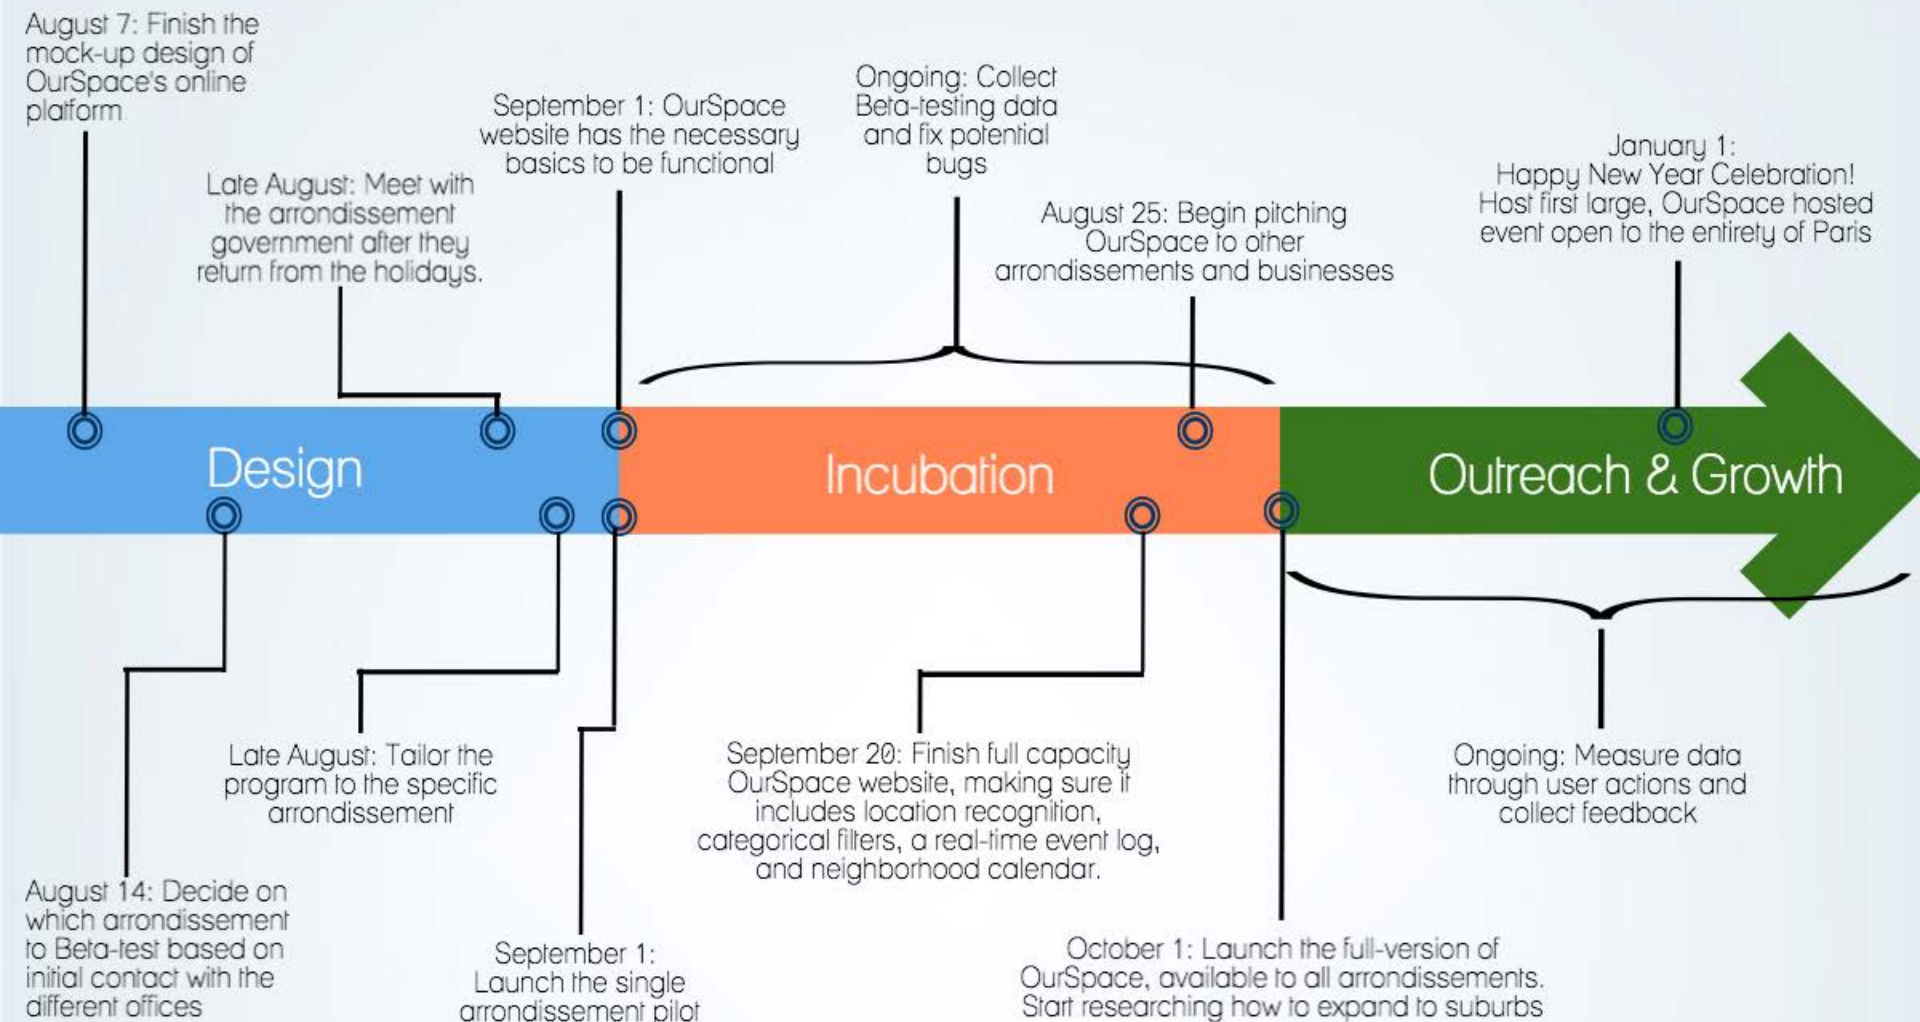 August 7: Finish the
mock-up design of
OurSpace's online
platform
Late August: Meet with
the arrondissement
government after they
return from the holidays.
September 1: OurSpace
website has the necessary
basics to be functional
Ongoing: Collect
Beta-testing data
and fix potential
bugs
August 25: Begin pitching
OurSpace to other
arrondissements and businesses
January 1:
Happy New Year Celebration!
Host first large, OurSpace hosted
event open to the entirety of Paris
Design
Incubation
Outreach & Growth
August 14: Decide on
which arrondissement
to Beta-test based on
initial contact with the
different offices
Late August: Tailor the
program to the specific
arrondissement
September 1:
Launch the single
arrondissement pilot
September 20: Finish full capacity
OurSpace website, making sure it
includes location recognition,
categorical filters, a real-time event log,
and neighborhood calendar.
October 1: Launch the full-version of
OurSpace, available to all arrondissements.
Start researching how to expand to suburbs
Ongoing: Measure data
through user actions and
collect feedback